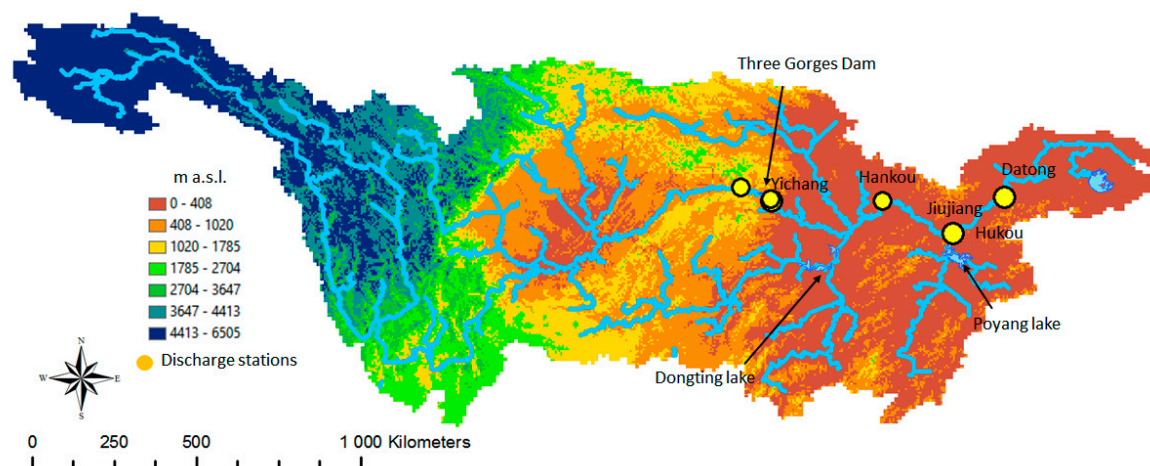 Three Gorges Dam
Yichang
Hankou
Datong
Jiujiang
Hukou
m a.s.l.
0 - 408
408 - 1020
1020 - 1785
1785 - 2704
2704 - 3647
3647 - 4413
4413 - 6505
Discharge stations
Poyang lake
Dongting lake
N
W E
S
0 250 500 1 000 Kilometers